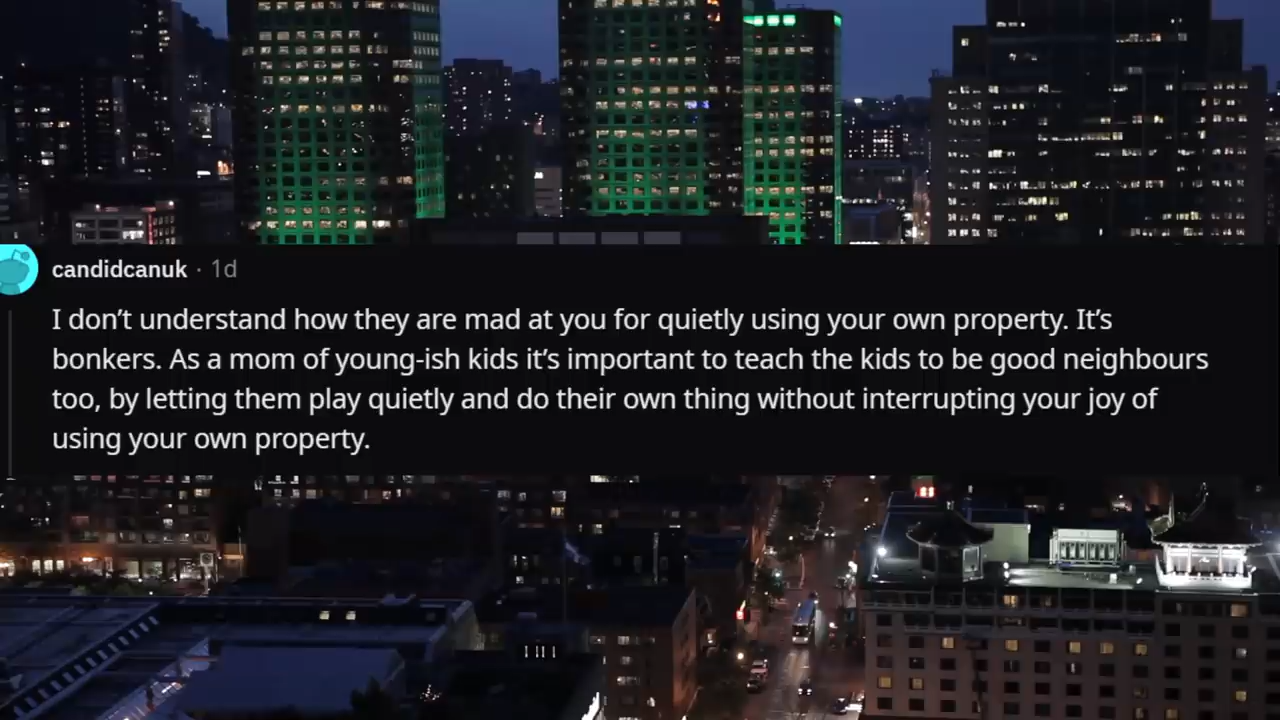 candidcanuk · 1d
I don’t understand how they are mad at you for quietly using your own property. It’s
bonkers. As a mom of young-ish kids it’s important to teach the kids to be good neighbours
too, by letting them play quietly and do their own thing without interrupting your joy of
using your own property.